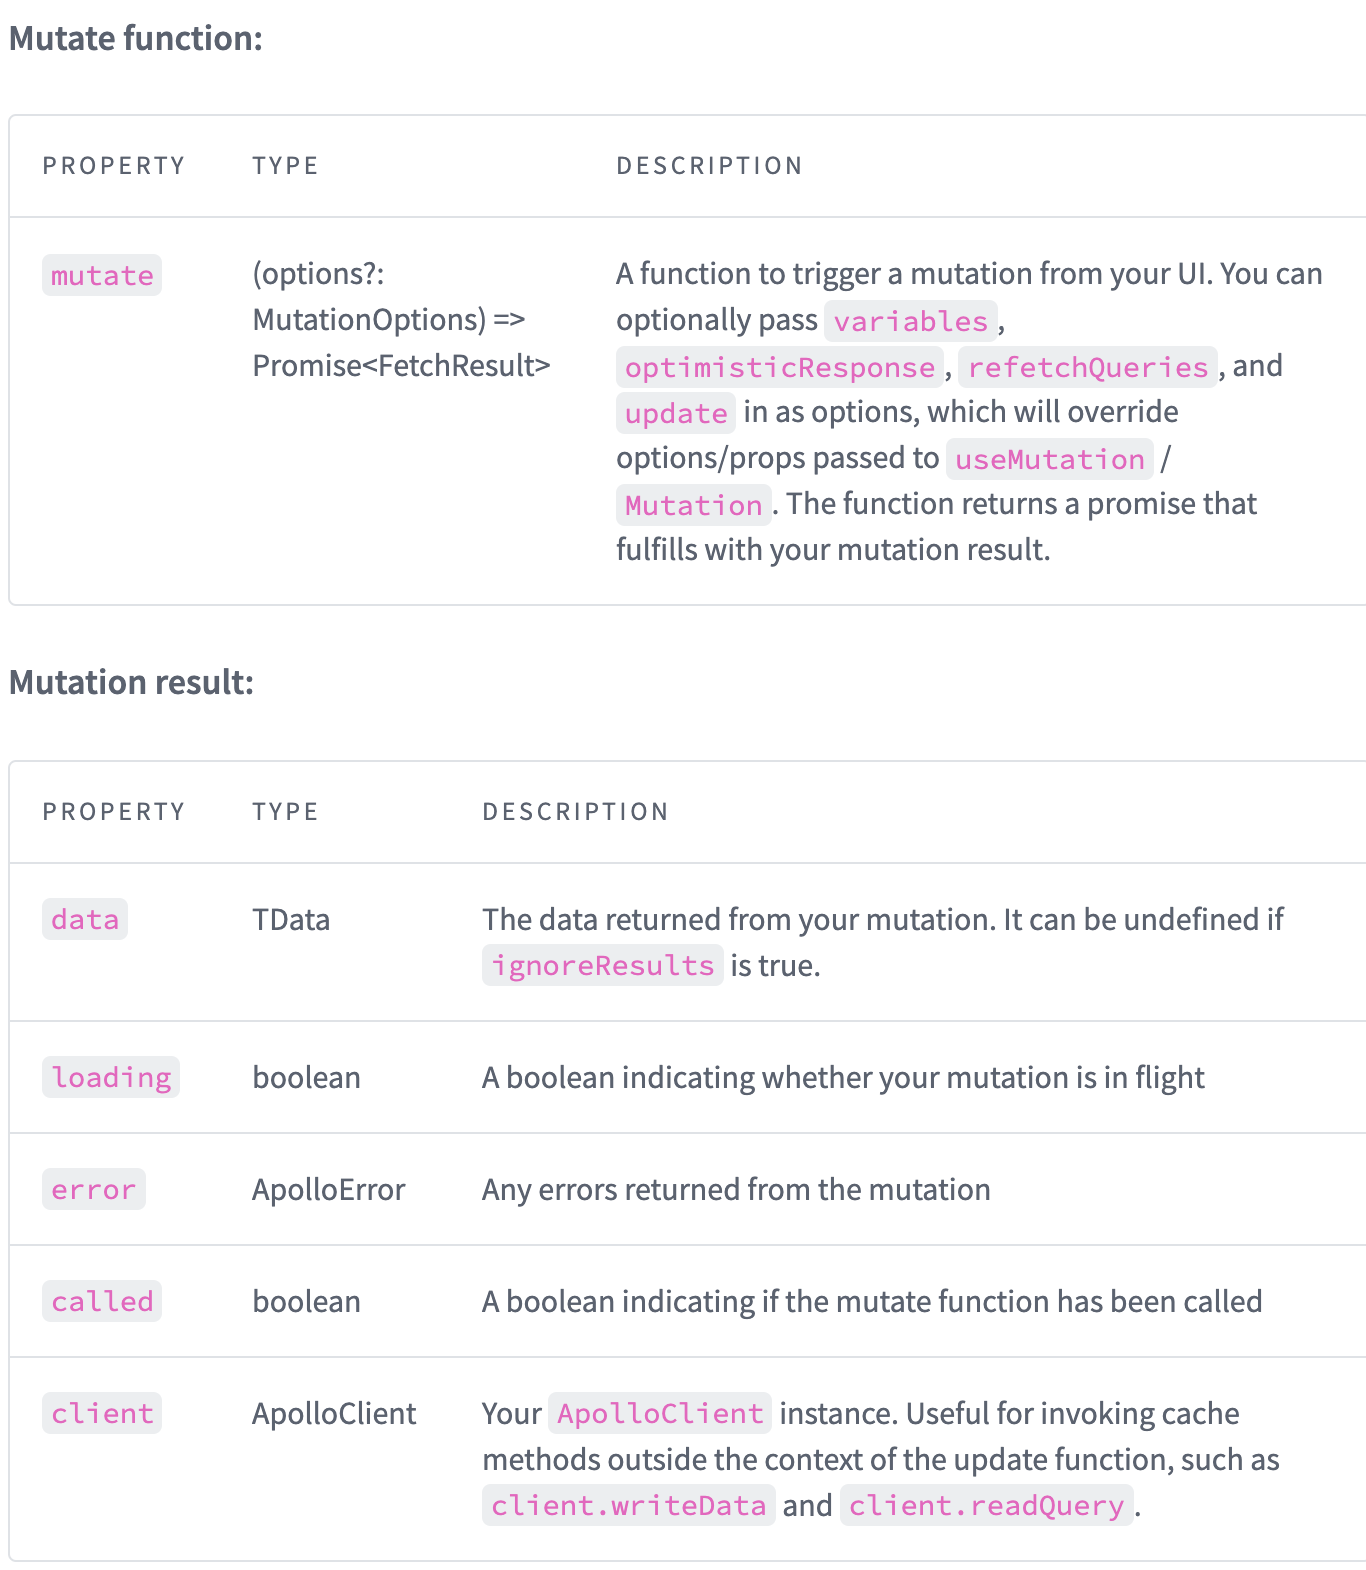 Mutate function:
PROPERTY TYPE DESCRIPTION
mutate (options?: A function to trigger a mutation from your UI. You can
MutationOptions) => optionally pass variables,
Promise<FetchResult> optimisticResponse, refetchQueries, and
update in as options, which will override
options/props passed to useMutation /
Mutation. The function returns a promise that
fulfills with your mutation result.
Mutation result:
PROPERTY TYPE DESCRIPTION
data TData The data returned from your mutation. It can be undefined if
ignoreResults is true.
loading boolean A boolean indicating whether your mutation is in flight
error ApolloError Any errors returned from the mutation
called boolean A boolean indicating if the mutate function has been called
client ApolloClient Your ApolloClient instance. Useful for invoking cache
methods outside the context of the update function, such as
client.writeData and client.readQuery.